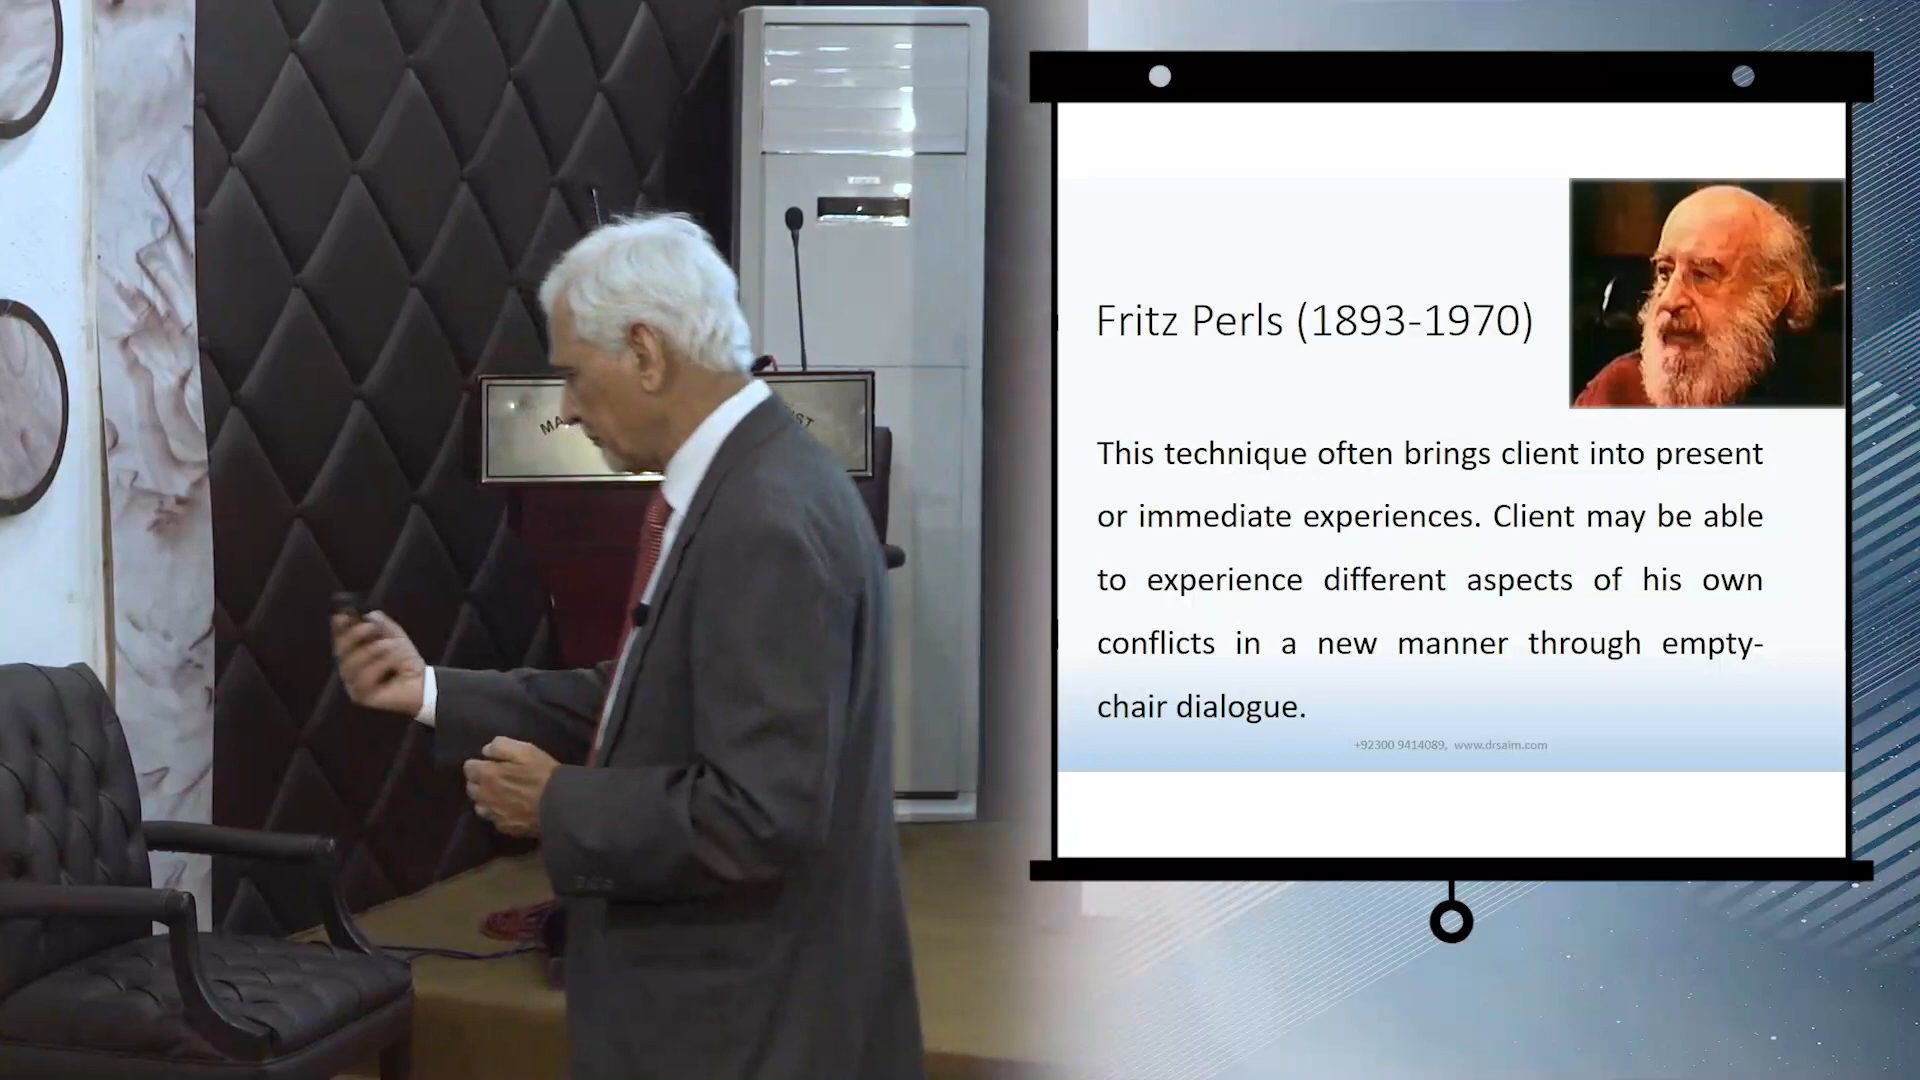 Fritz Perls (1893-1970)
This technique often brings client into present
or immediate experiences. Client may be able
to experience different aspects of his own
conflicts in a new manner through empty-
chair dialogue.
+92300 9414089, www.drsaim.com